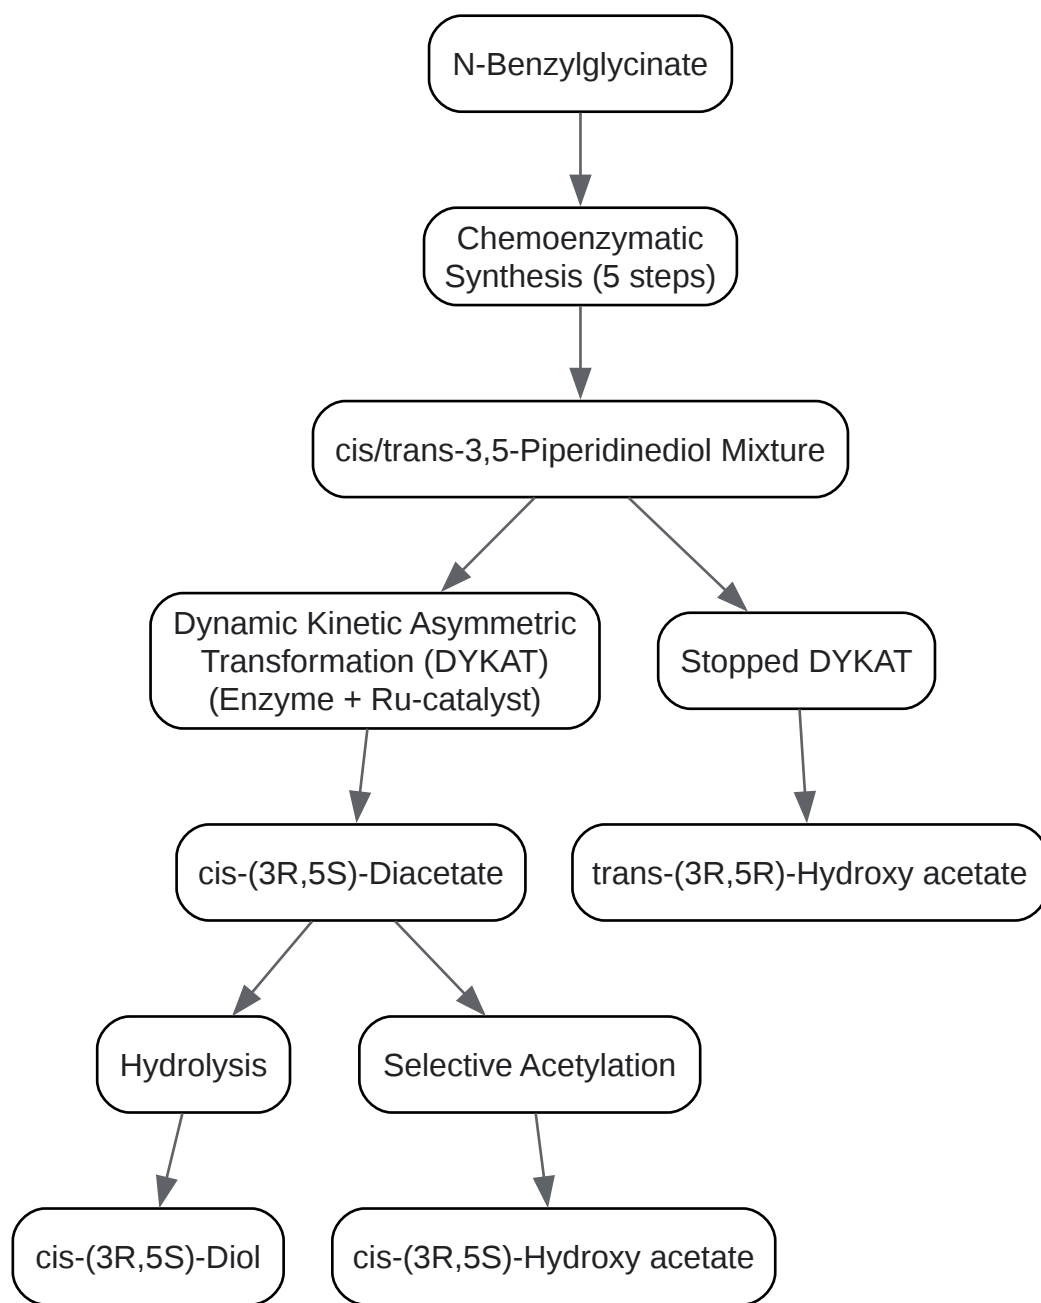 N-Benzylglycinate
Chemoenzymatic
Synthesis (5 steps)
cis/trans-3,5-Piperidinediol Mixture
Dynamic Kinetic Asymmetric
Transformation (DYKAT)
(Enzyme + Ru-catalyst)
Stopped DYKAT
cis-(3R,5S)-Diacetate
trans-(3R,5R)-Hydroxy acetate
Hydrolysis
Selective Acetylation
cis-(3R,5S)-Diol
cis-(3R,5S)-Hydroxy acetate